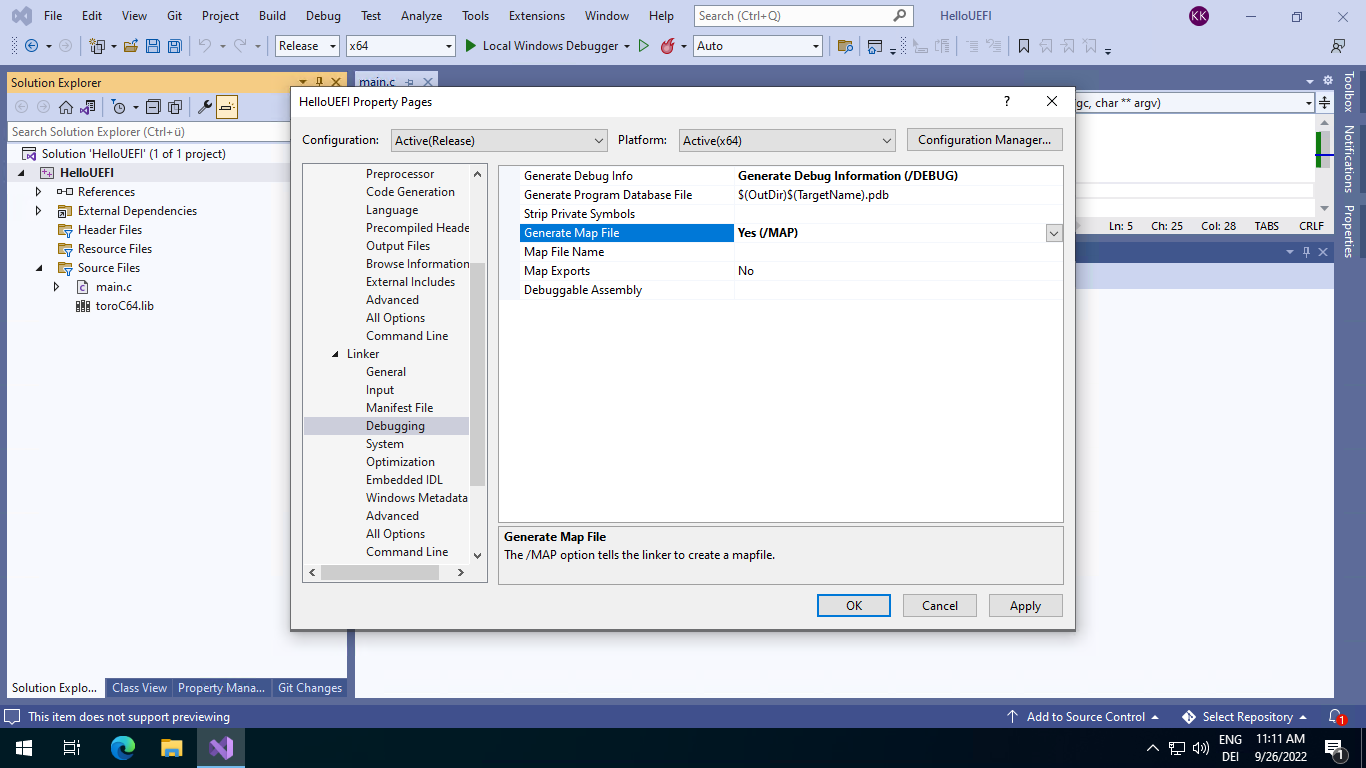 File Edit View Git Project Build Debug Test Analyze Tools Extensions Window Help Search (Ctrl+Q) HelloUEFI KK
Release x64 Local Windows Debugger Auto
Solution Explorer
main.c
Search Solution Explorer (Ctrl+ü)
Solution 'HelloUEFI' (1 of 1 project)
HelloUEFI
References
External Dependencies
Header Files
Resource Files
Source Files
main.c
toroC64.lib
Solution Explo...
Class View
Property Mana...
Git Changes
HelloUEFI Property Pages
?
Configuration: Active(Release) Platform: Active(x64) Configuration Manager...
Preprocessor
Code Generation
Language
Precompiled Heade
Output Files
Browse Information
External Includes
Advanced
All Options
Command Line
Linker
General
Input
Manifest File
Debugging
System
Optimization
Embedded IDL
Windows Metadata
Advanced
All Options
Command Line
Generate Debug Info Generate Debug Information (/DEBUG)
Generate Program Database File $(OutDir)$(TargetName).pdb
Strip Private Symbols
Generate Map File Yes (/MAP)
Map File Name
Map Exports No
Debuggable Assembly
Generate Map File
The /MAP option tells the linker to create a mapfile.
OK Cancel Apply
gc, char ** argv)
Ln: 5 Ch: 25 Col: 28 TABS CRLF
Toolbox
Notifications
Properties
This item does not support previewing
Add to Source Control
Select Repository
1
ENG
DEI
11:11 AM
9/26/2022
1